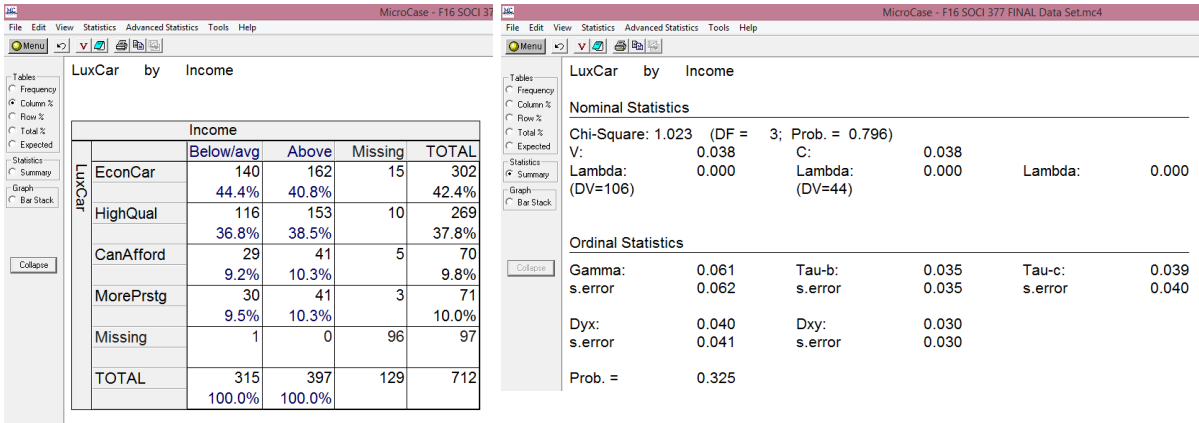 MicroCase - F16 SOCI 37
File Edit View Statistics Advanced Statistics Tools Help
Menu
Tables
Frequency
Column %
Row %
Total %
Expected
Statistics
Summary
Graph
Bar Stack
Collapse
LuxCar by Income
Income
Below/avg Above Missing TOTAL
LuxCar
EconCar 140 162 15 302
44.4% 40.8% 42.4%
HighQual 116 153 10 269
36.8% 38.5% 37.8%
CanAfford 29 41 5 70
9.2% 10.3% 9.8%
MorePrstg 30 41 3 71
9.5% 10.3% 10.0%
Missing 1 0 96 97
TOTAL 315 397 129 712
100.0% 100.0%
MicroCase - F16 SOCI 377 FINAL Data Set.mc4
File Edit View Statistics Advanced Statistics Tools Help
Menu
Tables
Frequency
Column %
Row %
Total %
Expected
Statistics
Summary
Graph
Bar Stack
Collapse
LuxCar by Income
Nominal Statistics
Chi-Square: 1.023 (DF = 3; Prob. = 0.796)
V: 0.038 C: 0.038
Lambda: 0.000 Lambda: 0.000 Lambda: 0.000
(DV=106) (DV=44)
Ordinal Statistics
Gamma: 0.061 Tau-b: 0.035 Tau-c: 0.039
s.error 0.062 s.error 0.035 s.error 0.040
Dyx: 0.040 Dxy: 0.030
s.error 0.041 s.error 0.030
Prob. = 0.325